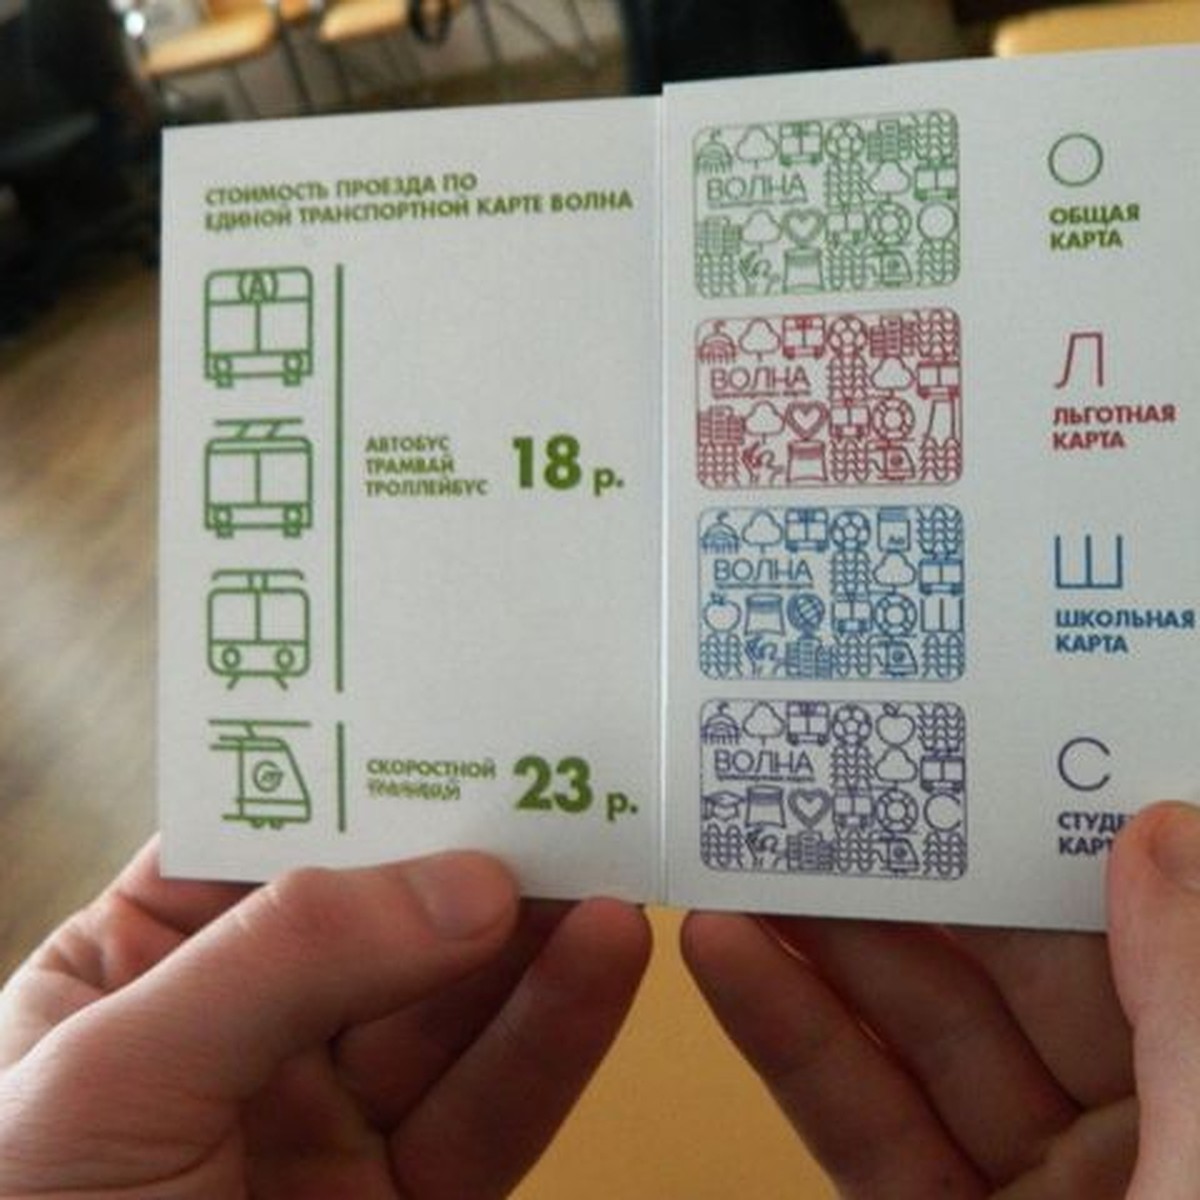 СТОИМОСТЬ ПРОЕЗДА ПО
ЕДИНОЙ ТРАНСПОРТНОЙ КАРТЕ ВОЛНА
А
АВТОБУС
ТРАМВАЙ
ТРОЛЛЕЙБУС
18 р.
СКОРОСТНОЙ
ТРАМВАЙ
23 р.
ВОЛНА
О
ОБЩАЯ
КАРТА
ВОЛНА
Л
ЛЬГОТНАЯ
КАРТА
ВОЛНА
Ш
ШКОЛЬНАЯ
КАРТА
ВОЛНА
С